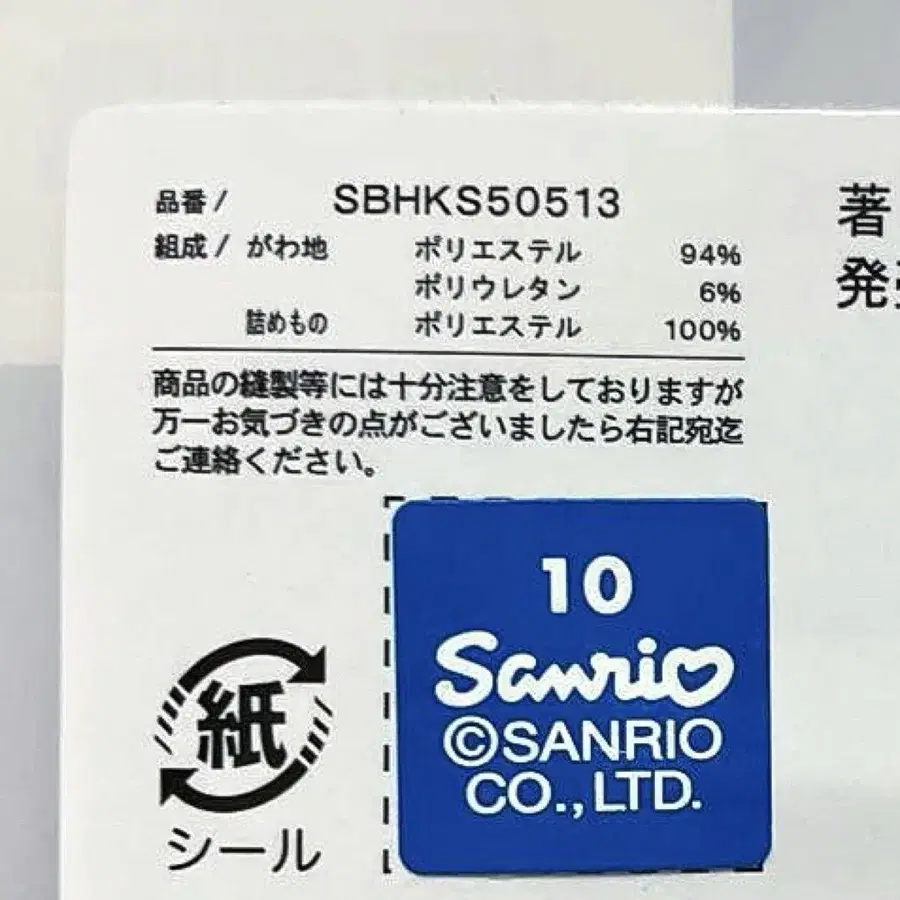 品番 / SBHKS50513
組成 / がわ地 ポリエステル 94%
ポリウレタン 6%
詰めもの ポリエステル 100%
商品の縫製等には十分注意をしておりますが
万一お気づきの点がございましたら右記宛迄
ご連絡ください。
著
発
10
Sanrio
©SANRIO
CO., LTD.
紙
シール